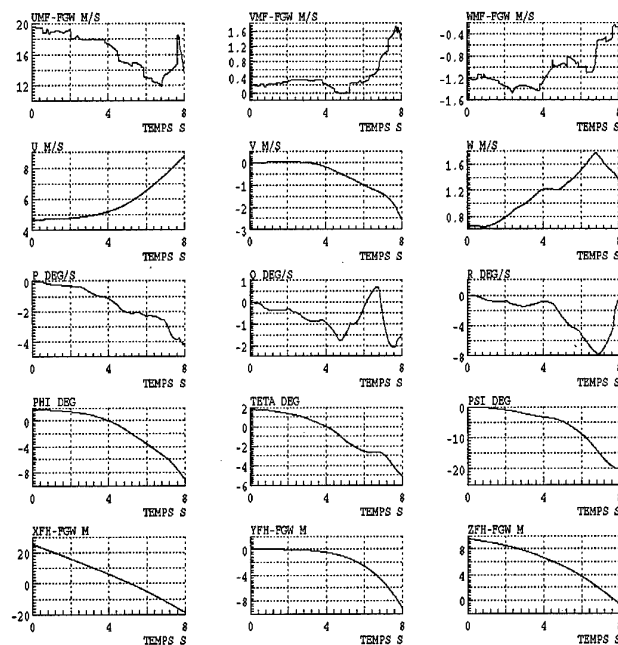 UMF-FGW M/S VMF-FGW M/S WMF-FGW M/S
20 1.6 -0.4
16 1.2 -0.8
12 0.8 -1.2
0.4 -1.6
0
0 4 8 0 4 8 0 4 8
TEMPS S TEMPS S TEMPS S
U M/S V M/S W M/S
8 0 1.6
6 -1 1.2
4 -2 0.8
-3
0 4 8 0 4 8 0 4 8
TEMPS S TEMPS S TEMPS S
P DEG/S Q DEG/S R DEG/S
0 0 0
-2 -1 -4
-4 -2 -8
0 4 8 0 4 8 0 4 8
TEMPS S TEMPS S TEMPS S
PHI DEG TETA DEG PSI DEG
0 2 0
-4 0 -10
-8 -2 -20
-4
-6
0 4 8 0 4 8 0 4 8
TEMPS S TEMPS S TEMPS S
XFH-FGW M YFH-FGW M ZFH-FGW M
20 0 8
0 -4 4
-20 -8 0
0 4 8 0 4 8 0 4 8
TEMPS S TEMPS S TEMPS S